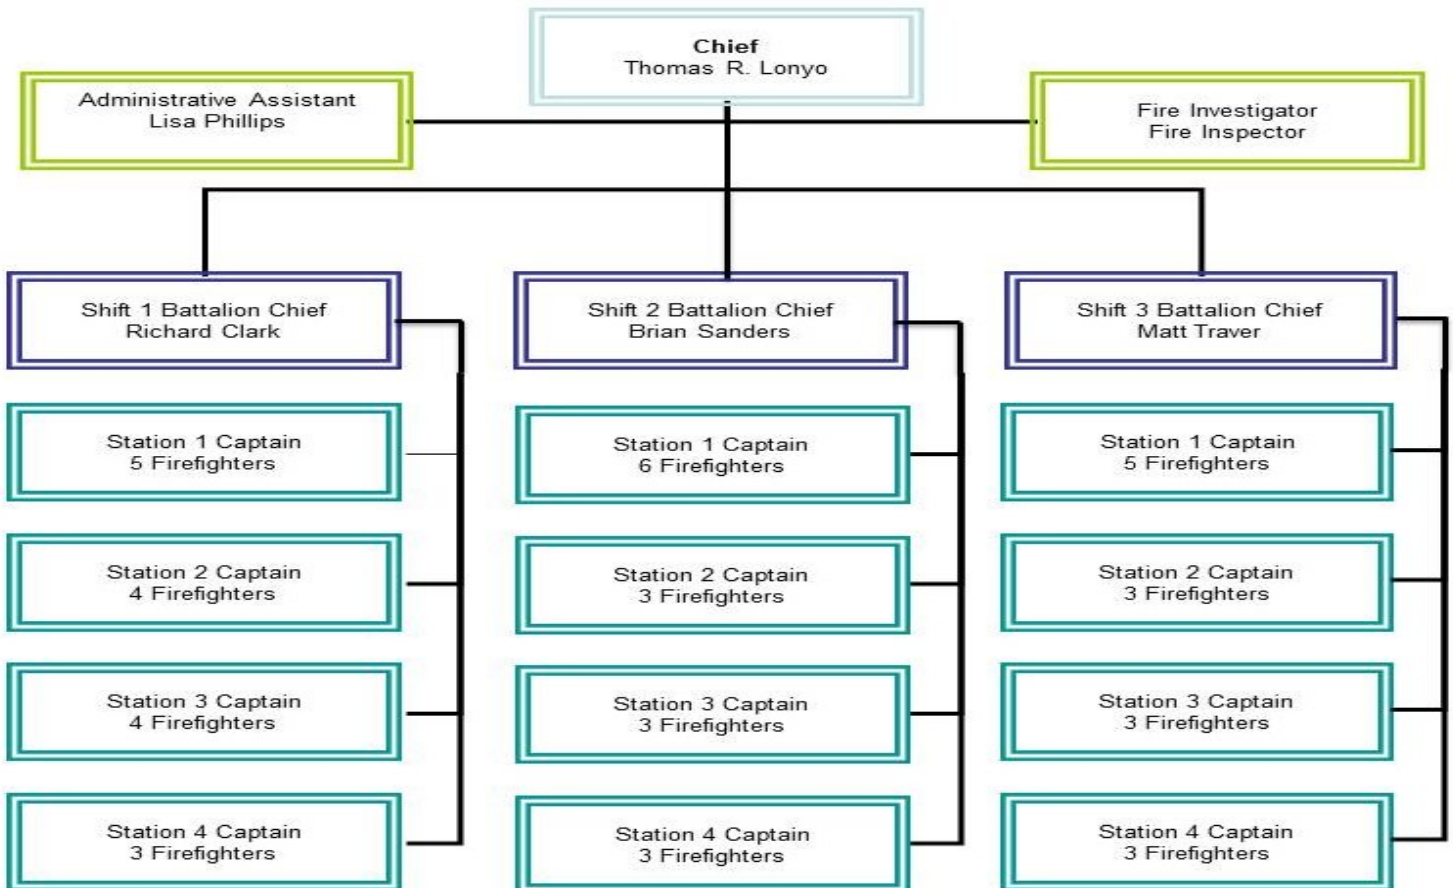 Chief
Thomas R. Lonyo
Administrative Assistant
Lisa Phillips
Fire Investigator
Fire Inspector
Shift 1 Battalion Chief
Richard Clark
Shift 2 Battalion Chief
Brian Sanders
Shift 3 Battalion Chief
Matt Traver
Station 1 Captain
5 Firefighters
Station 1 Captain
6 Firefighters
Station 1 Captain
5 Firefighters
Station 2 Captain
4 Firefighters
Station 2 Captain
3 Firefighters
Station 2 Captain
3 Firefighters
Station 3 Captain
4 Firefighters
Station 3 Captain
3 Firefighters
Station 3 Captain
3 Firefighters
Station 4 Captain
3 Firefighters
Station 4 Captain
3 Firefighters
Station 4 Captain
3 Firefighters